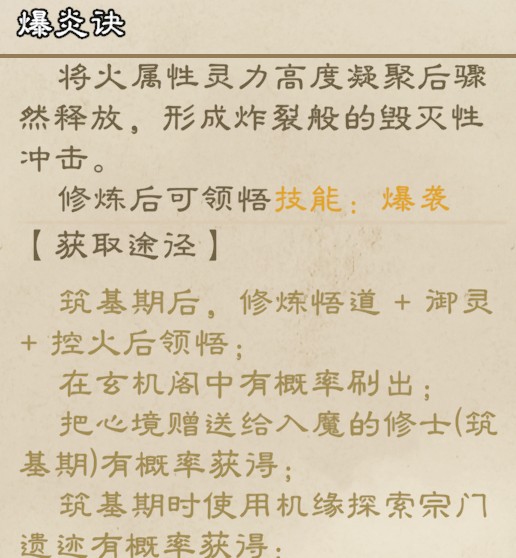 爆炎诀
将火属性灵力高度凝聚后骤
然释放，形成炸裂般的毁灭性
冲击。
修炼后可领悟技能：爆袭
【获取途径】
筑基期后，修炼悟道 + 御灵
+ 控火后领悟；
在玄机阁中有概率刷出；
把心境赠送给入魔的修士(筑
基期)有概率获得；
筑基期时使用机缘探索宗门
遗迹有概率获得；